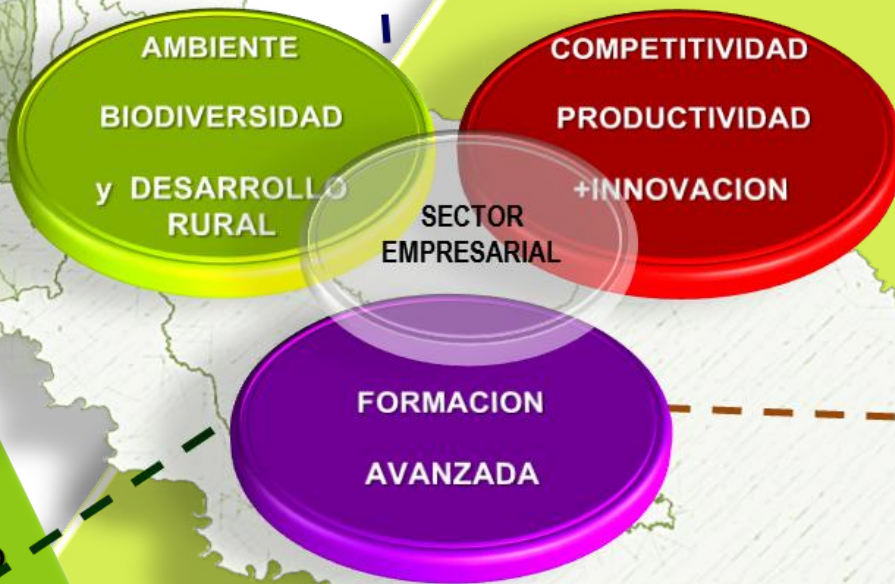 AMBIENTE
BIODIVERSIDAD
y DESARROLLO
RURAL
COMPETITIVIDAD
PRODUCTIVIDAD
+INNOVACION
SECTOR
EMPRESARIAL
FORMACION
AVANZADA